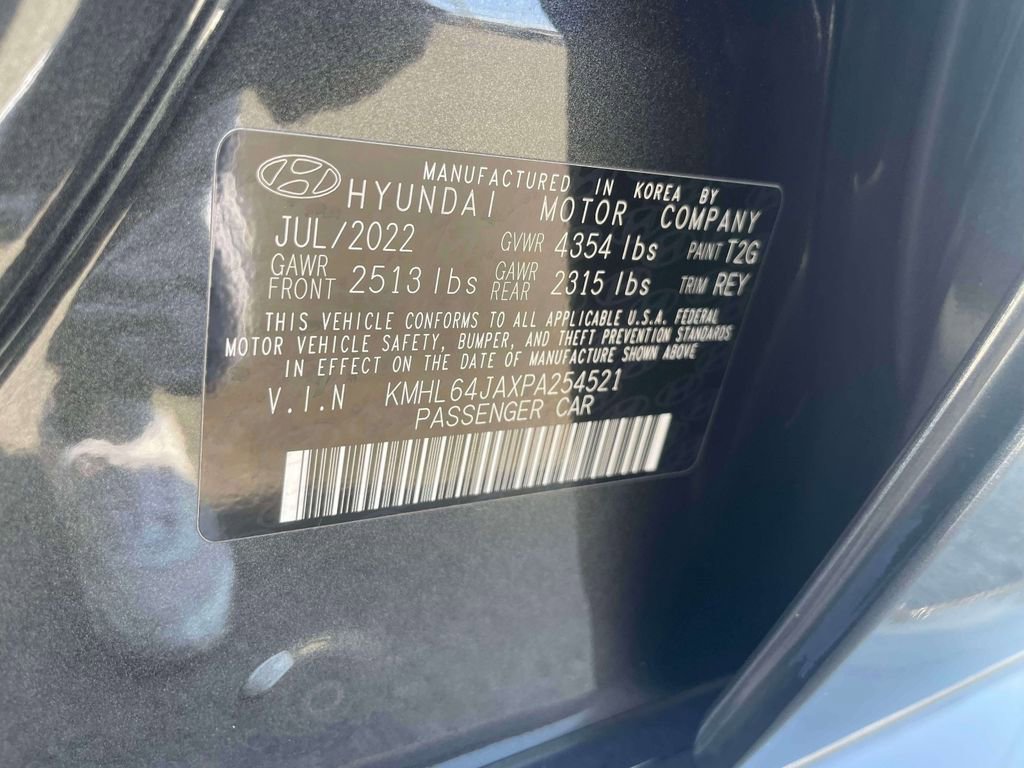 MANUFACTURED IN KOREA BY
HYUNDAI MOTOR COMPANY
JUL/2022 GVWR 4354 lbs PAINT T2G
GAWR FRONT 2513 lbs GAWR REAR 2315 lbs TRIM REY
THIS VEHICLE CONFORMS TO ALL APPLICABLE U.S.A. FEDERAL
MOTOR VEHICLE SAFETY, BUMPER, AND THEFT PREVENTION STANDARDS
IN EFFECT ON THE DATE OF MANUFACTURE SHOWN ABOVE
V.I.N KMHL64JAXPA254521
PASSENGER CAR